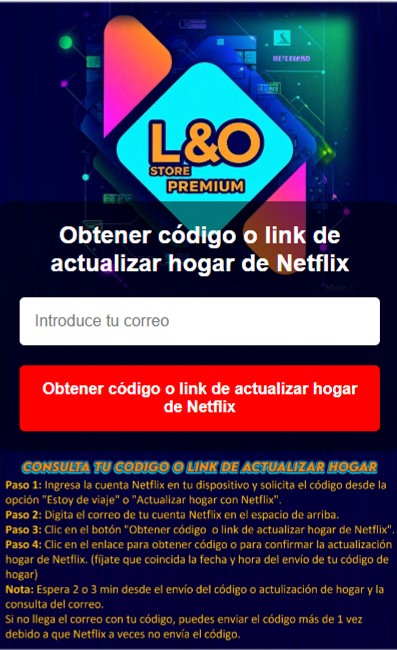 L&O
STORE
PREMIUM
Obtener código o link de
actualizar hogar de Netflix
Introduce tu correo
Obtener código o link de actualizar hogar
de Netflix
CONSULTA TU CODIGO O LINK DE ACTUALIZAR HOGAR
Paso 1: Ingresa la cuenta Netflix en tu dispositivo y solicita el código desde la
opción "Estoy de viaje" o "Actualizar hogar con Netflix".
Paso 2: Digita el correo de tu cuenta Netflix en el espacio de arriba.
Paso 3: Clic en el botón "Obtener código o link de actualizar hogar de Netflix".
Paso 4: Clic en el enlace para obtener código o para confirmar la actualización
hogar de Netflix. (fíjate que coincida la fecha y hora del envío de tu código de
hogar)
Nota: Espera 2 o 3 min desde el envío del código o actulización de hogar y la
consulta del correo.
Si no llega el correo con tu código, puedes enviar el código más de 1 vez
debido a que Netflix a veces no envía el código.